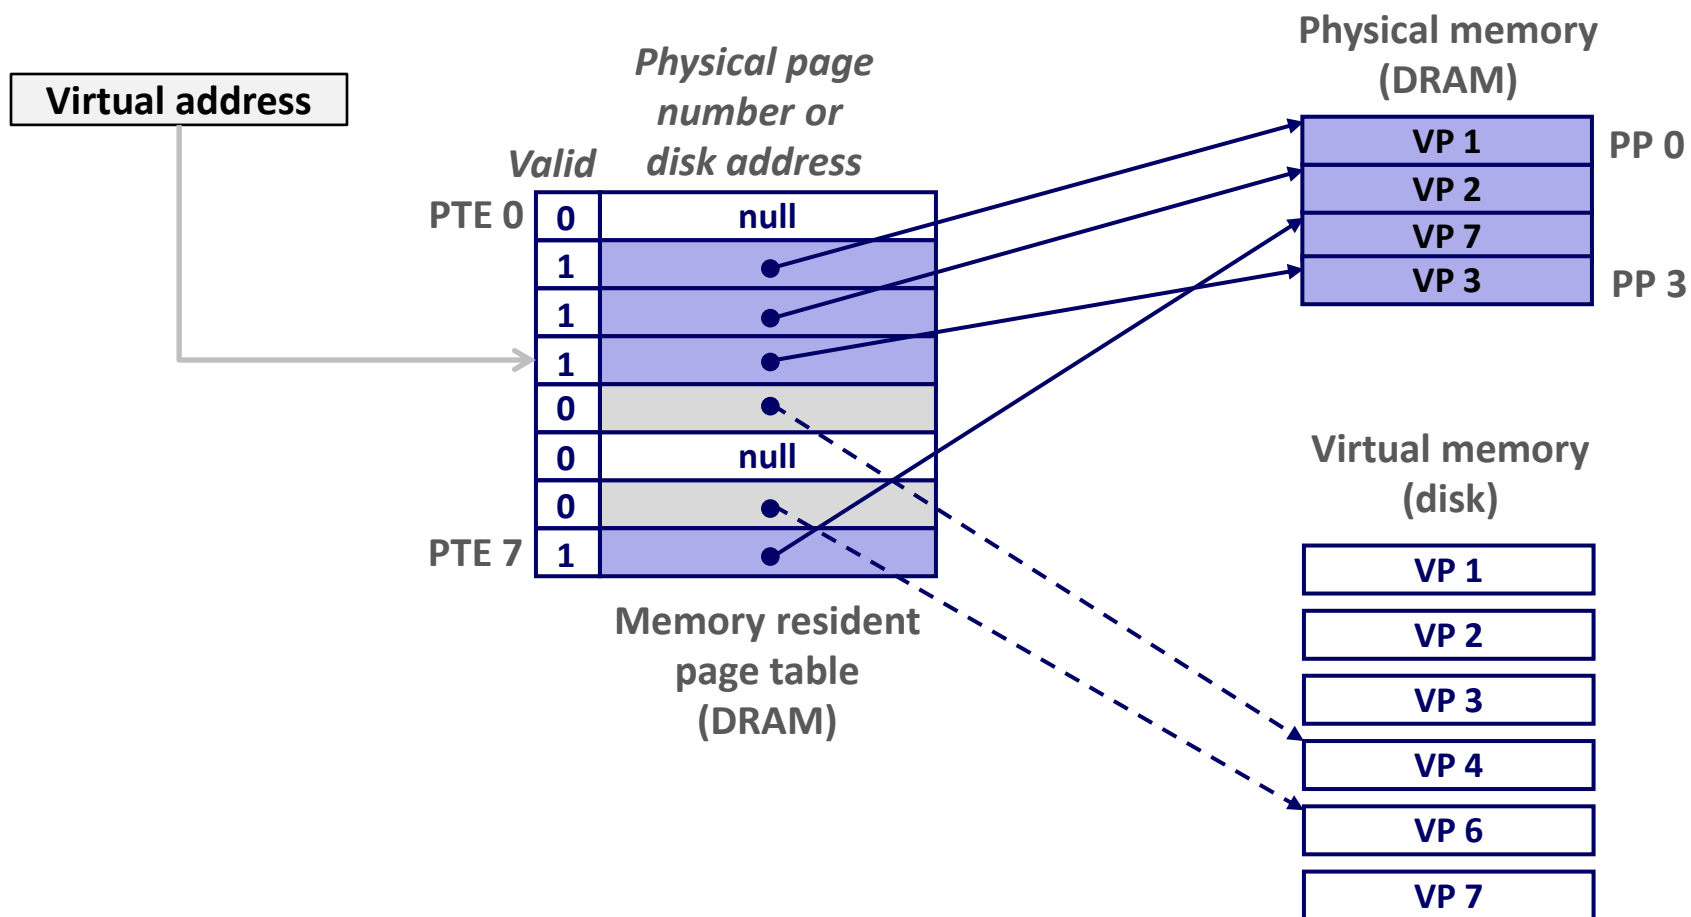 Virtual address
Physical page
number or
disk address
Valid
PTE 0
0
null
1
1
1
0
0
null
0
PTE 7
1
Memory resident
page table
(DRAM)
Physical memory
(DRAM)
VP 1
PP 0
VP 2
VP 7
VP 3
PP 3
Virtual memory
(disk)
VP 1
VP 2
VP 3
VP 4
VP 6
VP 7